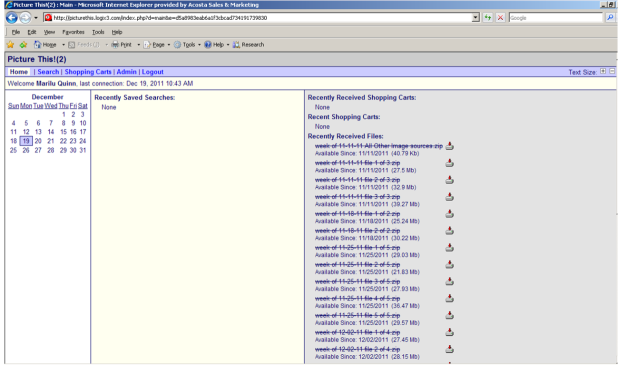 Picture This!(2) : Main - Microsoft Internet Explorer provided by Acosta Sales & Marketing
Google
File Edit View Favorites Tools Help
Home Print Page Tools Help Research
Picture This!(2)
Home | Search | Shopping Carts | Admin | Logout
Text Size:
Welcome Marilu Quinn, last connection: Dec 19, 2011 10:43 AM
December
Sun Mon Tue Wed Thu Fri Sat
1 2 3
4 5 6 7 8 9 10
11 12 13 14 15 16 17
18 19 20 21 22 23 24
25 26 27 28 29 30 31
Recently Saved Searches:
None
Recently Received Shopping Carts:
None
Recent Shopping Carts:
None
Recently Received Files:
week of 11-11-11 All Other Image sources.zip
Available Since: 11/11/2011 (40.79 Kb)
week of 11-11-11 file 1 of 3.zip
Available Since: 11/11/2011 (27.5 Mb)
week of 11-11-11 file 2 of 3.zip
Available Since: 11/11/2011 (32.9 Mb)
week of 11-11-11 file 3 of 3.zip
Available Since: 11/11/2011 (39.27 Mb)
week of 11-18-11 file 1 of 2.zip
Available Since: 11/18/2011 (25.24 Mb)
week of 11-18-11 file 2 of 2.zip
Available Since: 11/18/2011 (30.22 Mb)
week of 11-25-11 file 1 of 5.zip
Available Since: 11/25/2011 (29.03 Mb)
week of 11-25-11 file 2 of 5.zip
Available Since: 11/25/2011 (21.83 Mb)
week of 11-25-11 file 3 of 5.zip
Available Since: 11/25/2011 (27.93 Mb)
week of 11-25-11 file 4 of 5.zip
Available Since: 11/25/2011 (36.47 Mb)
week of 11-25-11 file 5 of 5.zip
Available Since: 11/25/2011 (29.57 Mb)
week of 12-02-11 file 1 of 4.zip
Available Since: 12/02/2011 (27.45 Mb)
week of 12-02-11 file 2 of 4.zip
Available Since: 12/02/2011 (28.15 Mb)